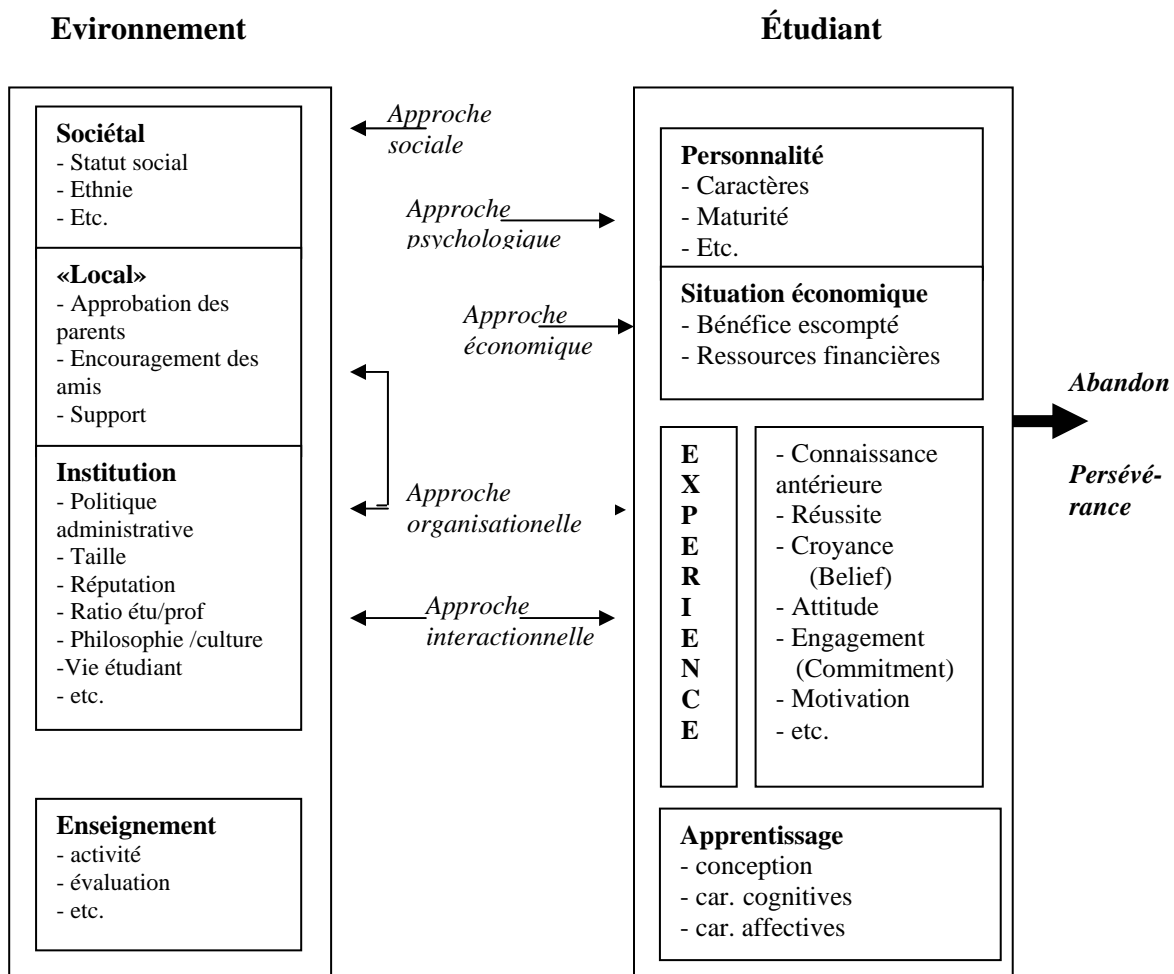 Evironnement
Étudiant
Sociétal
- Statut social
- Ethnie
- Etc.
«Local»
- Approbation des
parents
- Encouragement des
amis
- Support
Institution
- Politique
administrative
- Taille
- Réputation
- Ratio étu/prof
- Philosophie /culture
-Vie étudiant
- etc.
Enseignement
- activité
- évaluation
- etc.
Approche
sociale
Approche
psychologique
Approche
économique
Approche
organisationelle
Approche
interactionnelle
Personnalité
- Caractères
- Maturité
- Etc.
Situation économique
- Bénéfice escompté
- Ressources financières
E
X
P
E
R
I
E
N
C
E
- Connaissance
antérieure
- Réussite
- Croyance
(Belief)
- Attitude
- Engagement
(Commitment)
- Motivation
- etc.
Apprentissage
- conception
- car. cognitives
- car. affectives
Abandon
Persévé-
rance